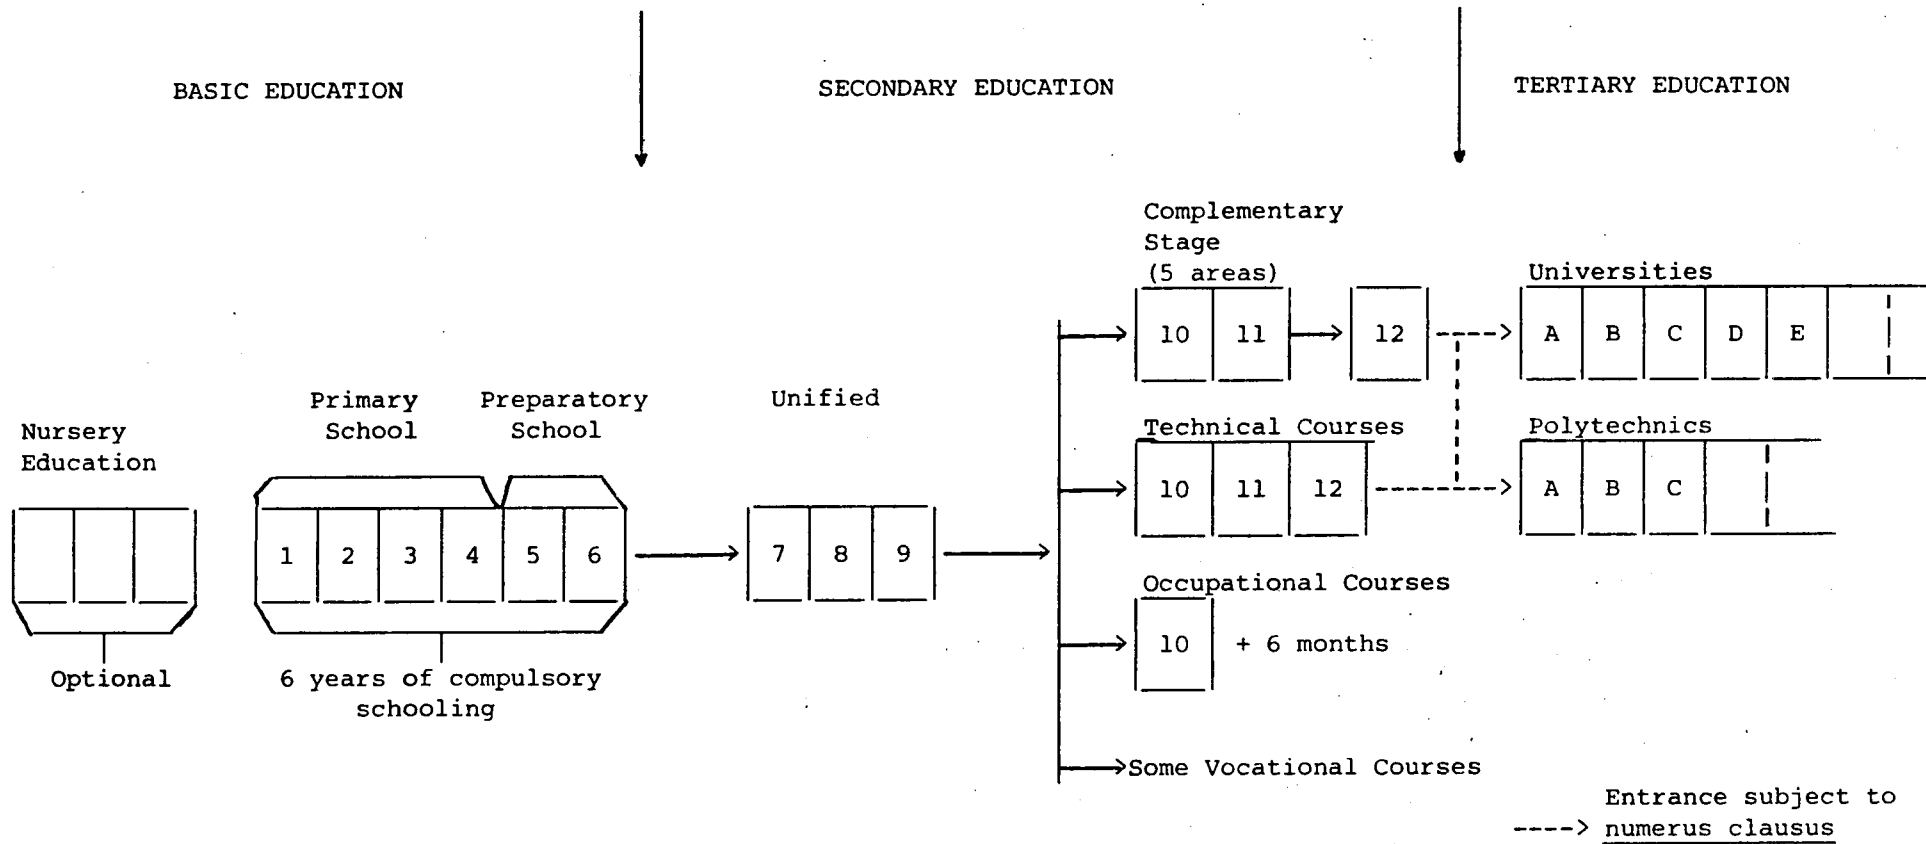 BASIC EDUCATION
SECONDARY EDUCATION
TERTIARY EDUCATION
Nursery
Education
Optional
Primary
School
Preparatory
School
1 2 3 4 5 6
6 years of compulsory
schooling
Unified
7 8 9
Complementary
Stage
(5 areas)
10 11 12
Technical Courses
10 11 12
Occupational Courses
10 + 6 months
Some Vocational Courses
Universities
A B C D E
Polytechnics
A B C
Entrance subject to
numerus clausus